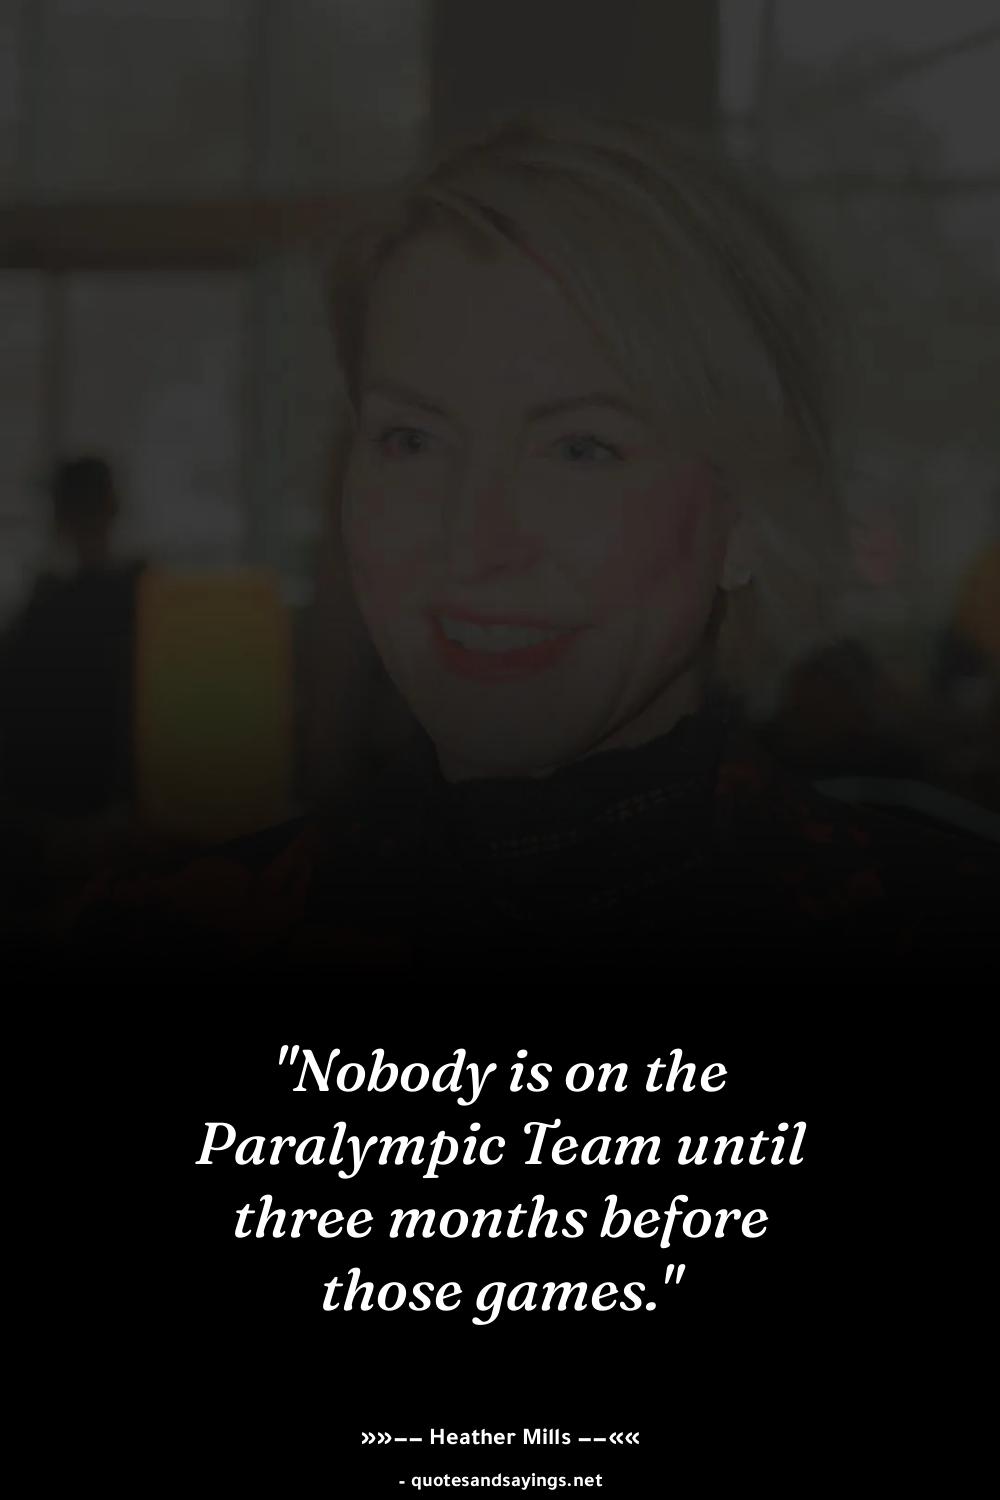 "Nobody is on the
Paralympic Team until
three months before
those games."
»»–– Heather Mills ––««
- quotesandsayings.net